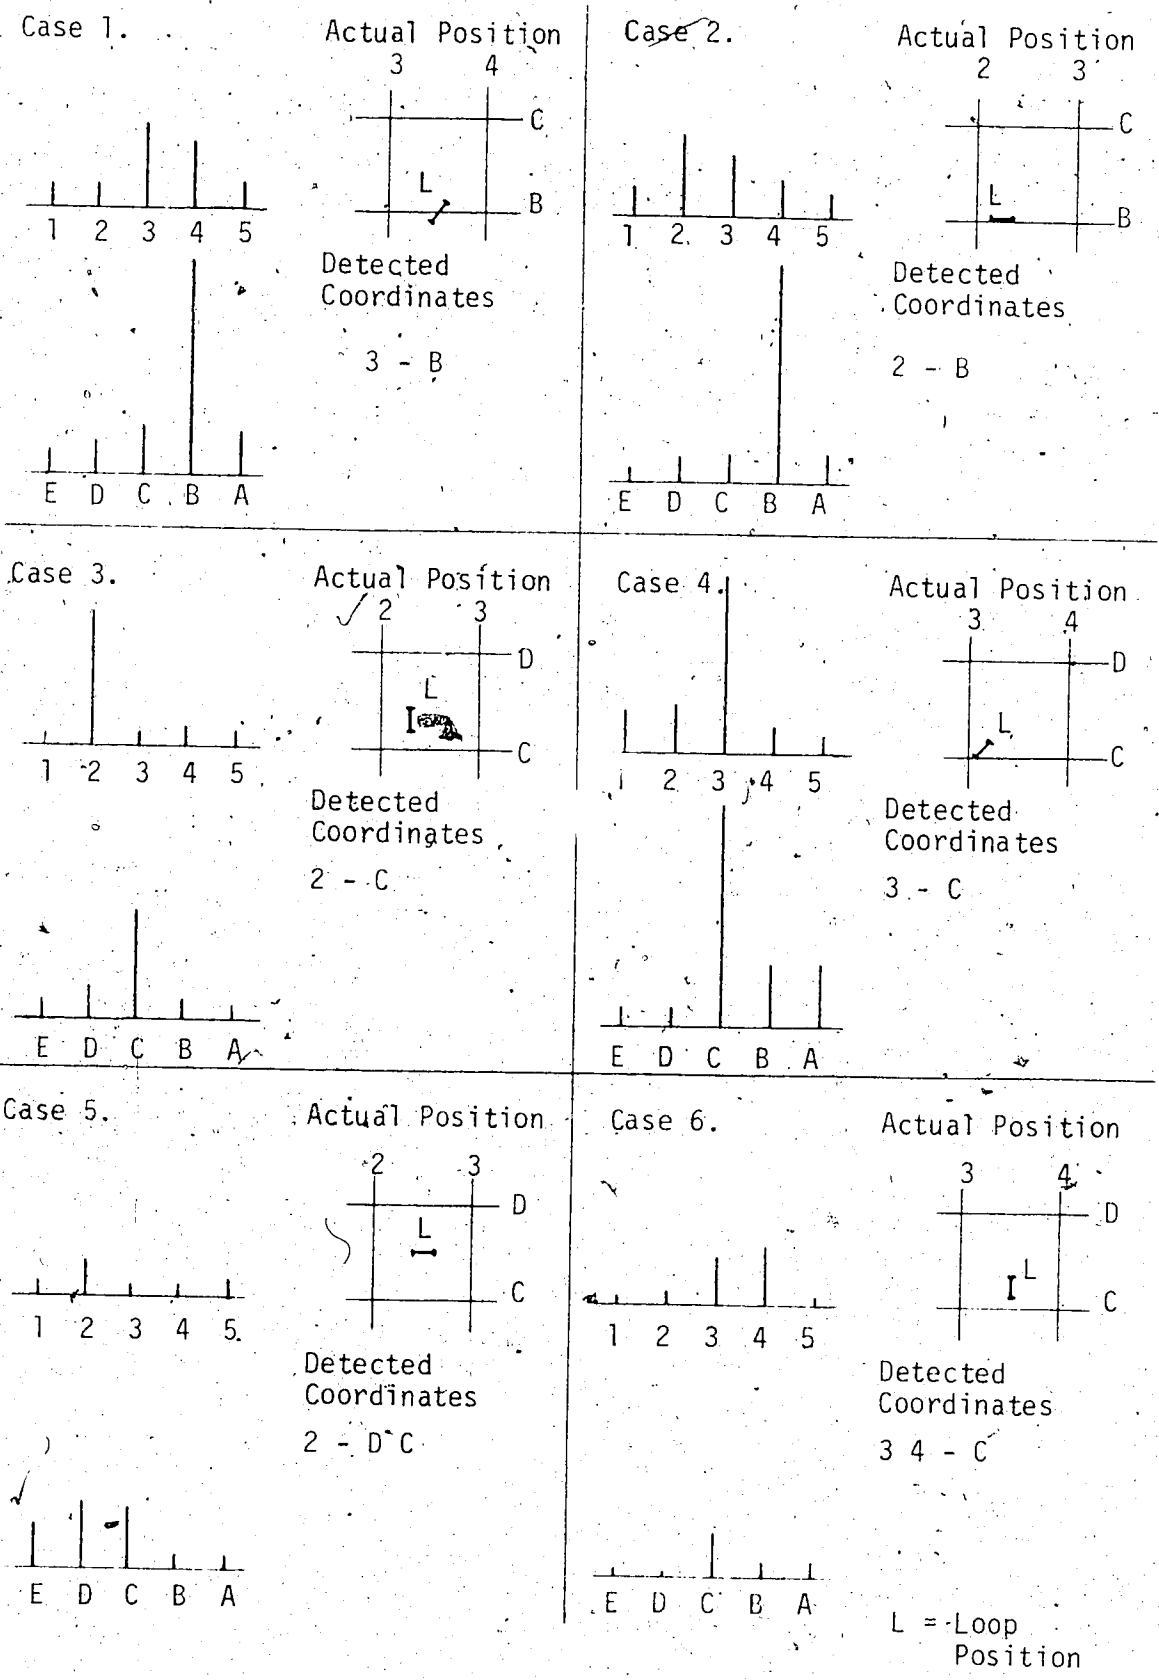 Case 1.
Actual Position
3 4
C
L
B
1 2 3 4 5
Detected
Coordinates
3 - B
E D C B A
Case 2.
Actual Position
2 3
C
L
B
1 2 3 4 5
Detected
Coordinates
2 - B
E D C B A
Case 3.
Actual Position
2 3
D
L
C
1 2 3 4 5
Detected
Coordinates
2 - C
E D C B A
Case 4.
Actual Position
3 4
D
L
C
1 2 3 4 5
Detected
Coordinates
3 - C
E D C B A
Case 5.
Actual Position
2 3
D
L
C
1 2 3 4 5
Detected
Coordinates
2 - D C
E D C B A
Case 6.
Actual Position
3 4
D
L
C
1 2 3 4 5
Detected
Coordinates
3 4 - C
E D C B A
L = Loop
Position